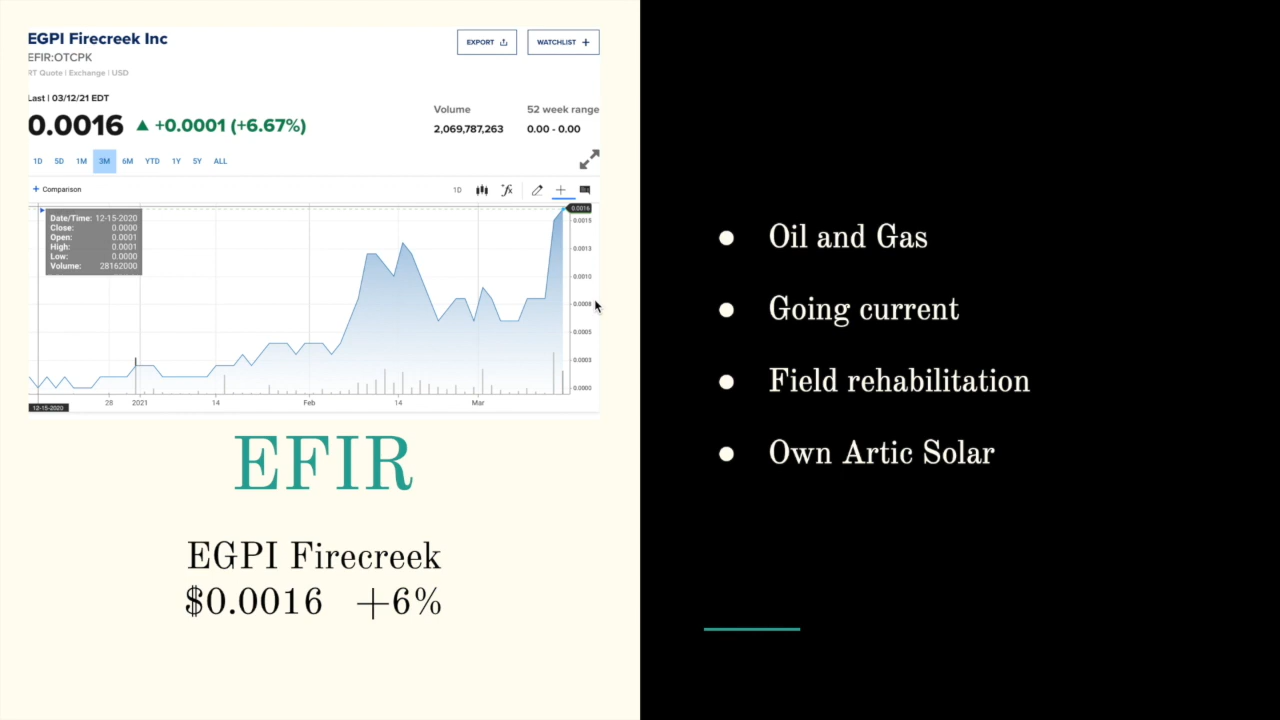 EGPI Firecreek Inc
EXPORT
WATCHLIST +
EFIR:OTCPK
RT Quote | Exchange | USD
Last | 03/12/21 EDT
0.0016 ▲ +0.0001 (+6.67%)
Volume
52 week range
2,069,787,263
0.00 - 0.00
1D 5D 1M 3M 6M YTD 1Y 5Y ALL
+ Comparison
1D
Date/Time: 12-15-2020
Close: 0.0000
Open: 0.0001
High: 0.0001
Low: 0.0000
Volume: 28162000
0.0016
0.0015
0.0013
0.0010
0.0008
0.0005
0.0003
0.0000
12-15-2020
28 2021 14 Feb 14 Mar
EFIR
EGPI Firecreek
$0.0016 +6%
● Oil and Gas
● Going current
● Field rehabilitation
● Own Artic Solar